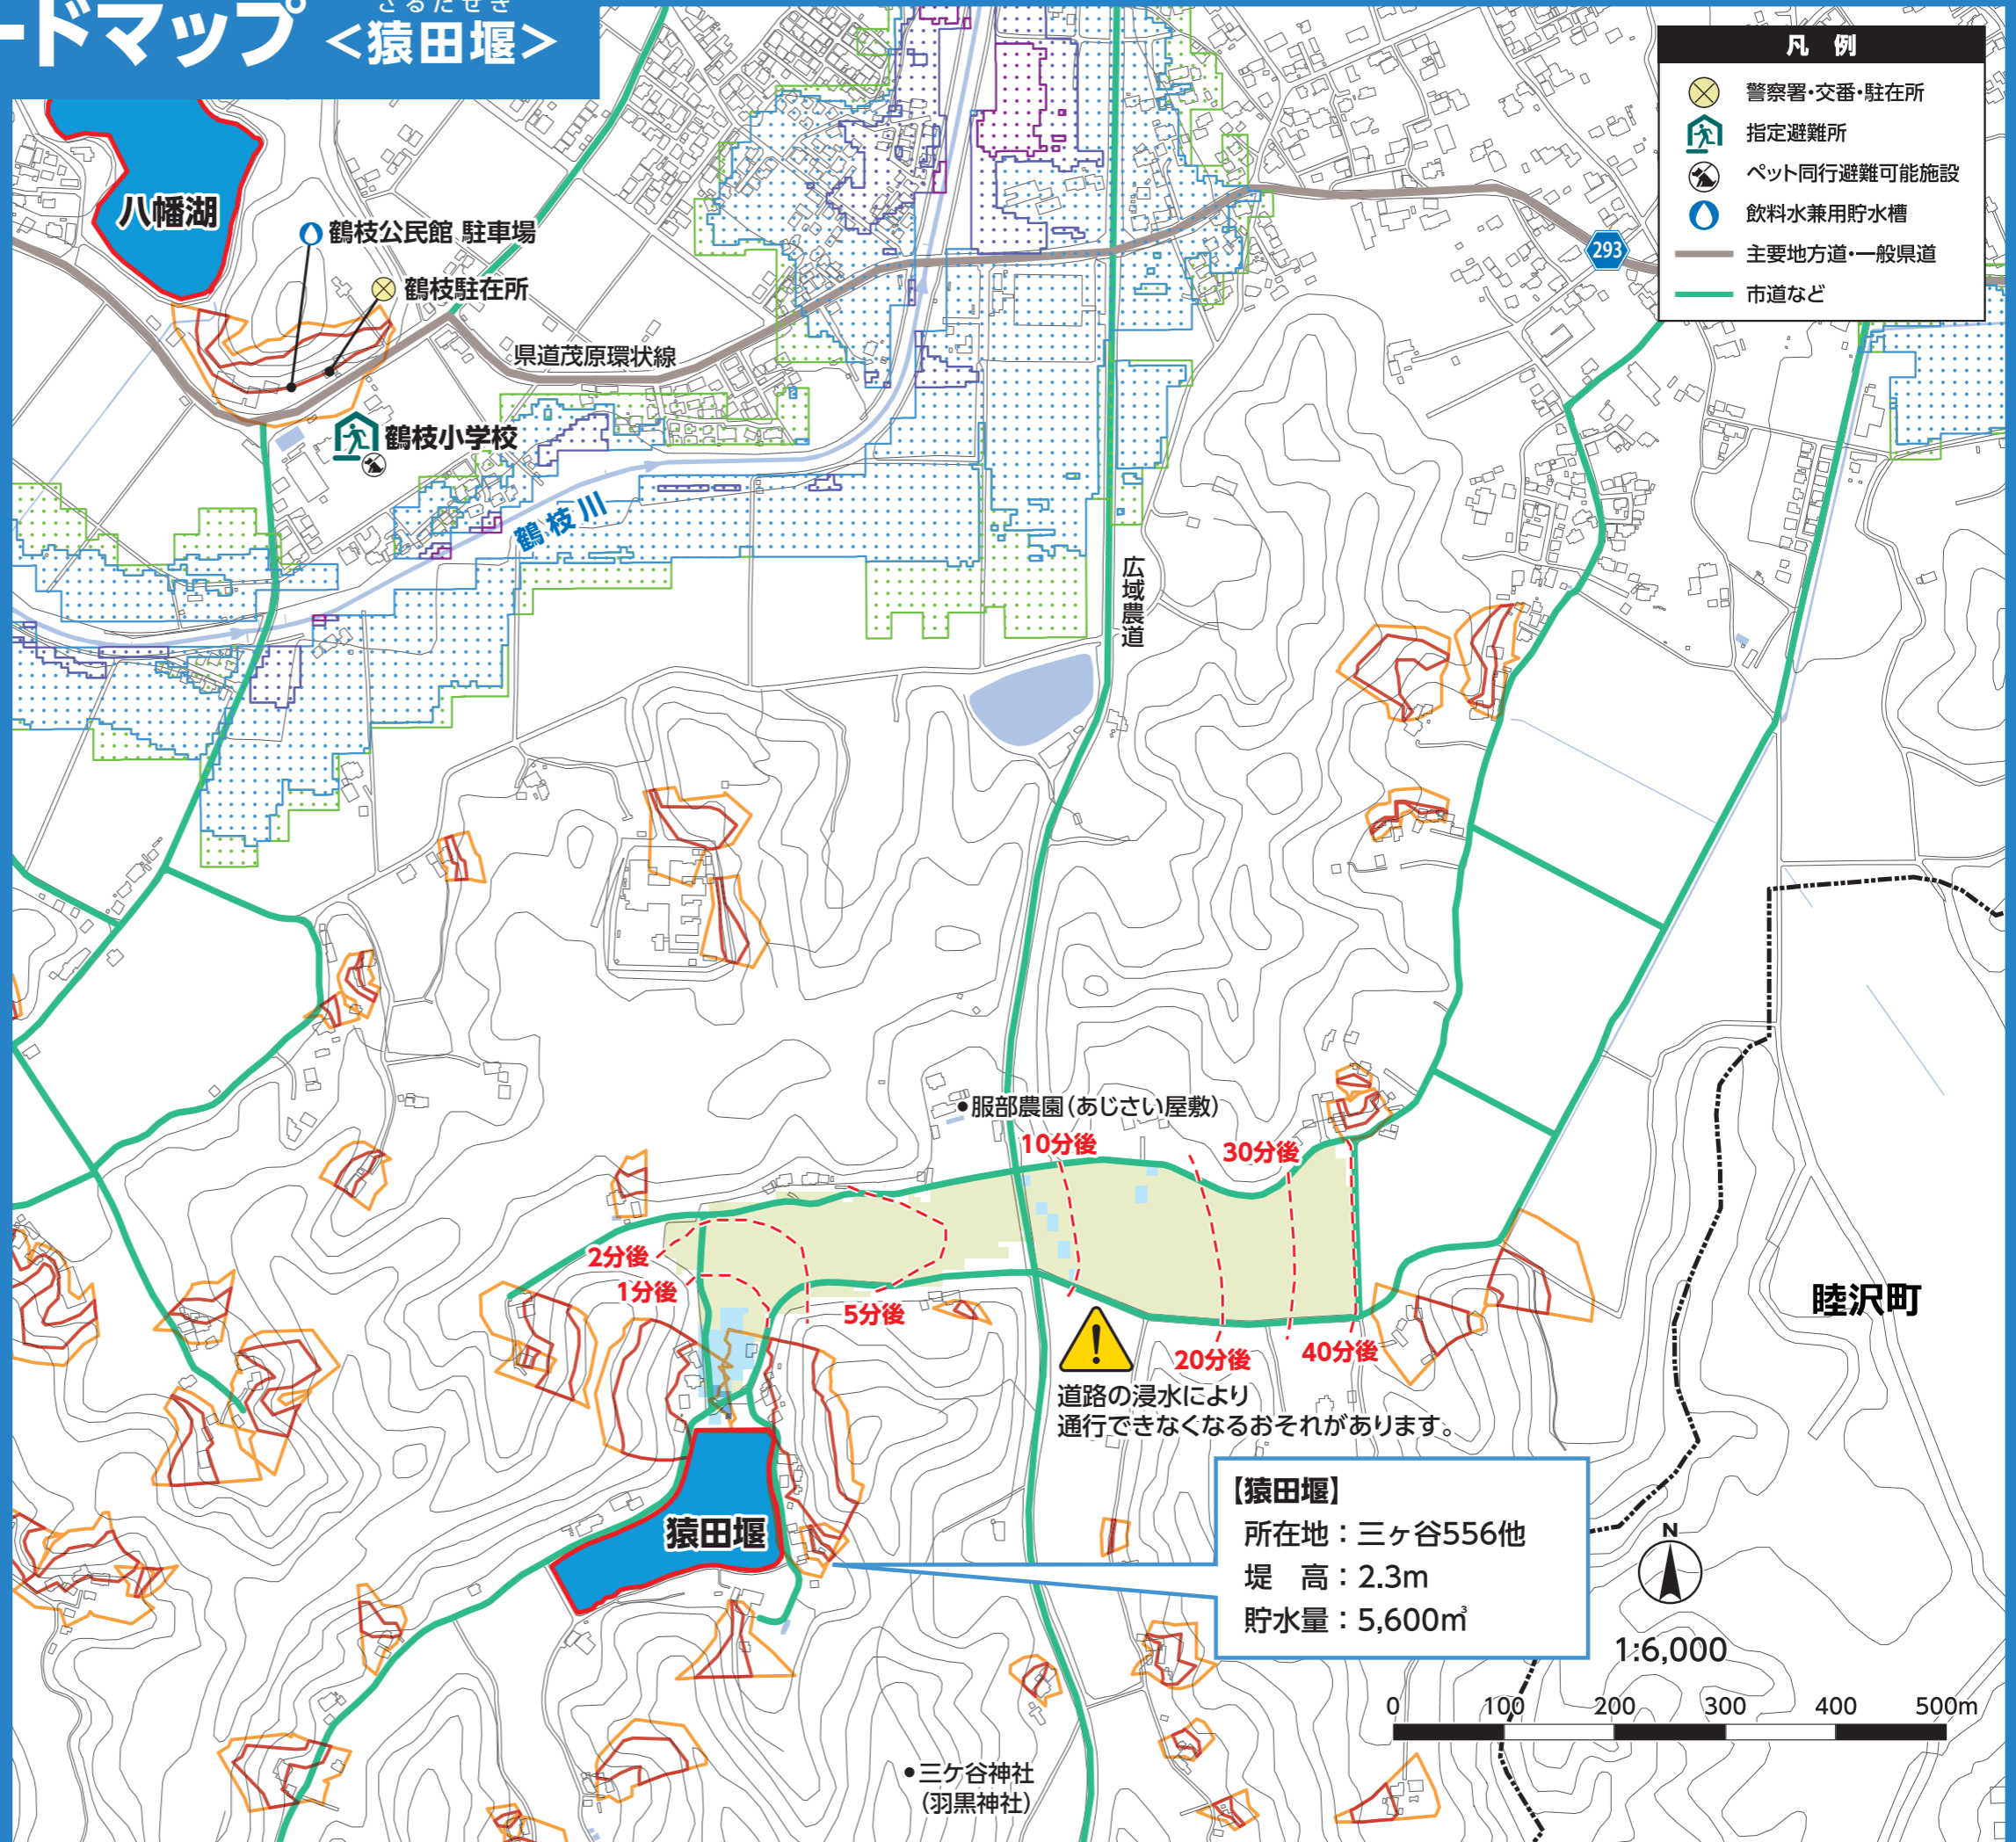 ードマップ <猿田堰>
さるだせき
凡 例
警察署・交番・駐在所
指定避難所
ペット同行避難可能施設
飲料水兼用貯水槽
主要地方道・一般県道
市道など
293
八幡湖
鶴枝公民館 駐車場
鶴枝駐在所
県道茂原環状線
鶴枝小学校
鶴枝川
広域農道
服部農園(あじさい屋敷)
10分後
30分後
2分後
1分後
5分後
20分後
40分後
道路の浸水により
通行できなくなるおそれがあります。
睦沢町
猿田堰
【猿田堰】
所在地:三ヶ谷556他
堤 高:2.3m
貯水量:5,600㎥
N
1:6,000
0 100 200 300 400 500m
三ケ谷神社
(羽黒神社)